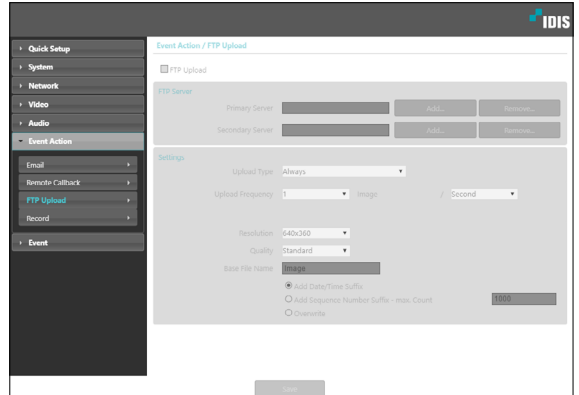 IDIS
Quick Setup
System
Network
Video
Audio
Event Action
Email
Remote Callback
FTP Upload
Record
Event
Event Action / FTP Upload
FTP Upload
FTP Server
Primary Server Add... Remove...
Secondary Server Add... Remove...
Settings
Upload Type Always
Upload Frequency 1 Image / Second
Resolution 640x360
Quality Standard
Base File Name Image
Add Date/Time Suffix
Add Sequence Number Suffix - max. Count 1000
Overwrite
Save